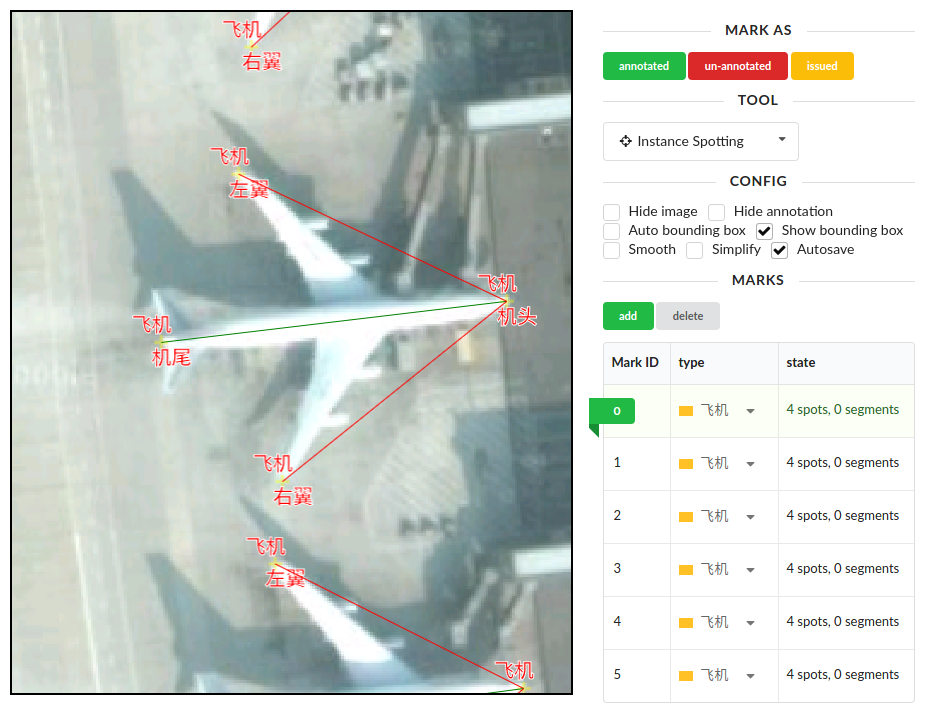 飞机
右翼
飞机
左翼
飞机
机头
飞机
机尾
飞机
右翼
飞机
左翼
飞机
MARK AS
annotated un-annotated issued
TOOL
Instance Spotting
CONFIG
Hide image Hide annotation
Auto bounding box Show bounding box
Smooth Simplify Autosave
MARKS
add delete
Mark ID type state
0 飞机 4 spots, 0 segments
1 飞机 4 spots, 0 segments
2 飞机 4 spots, 0 segments
3 飞机 4 spots, 0 segments
4 飞机 4 spots, 0 segments
5 飞机 4 spots, 0 segments